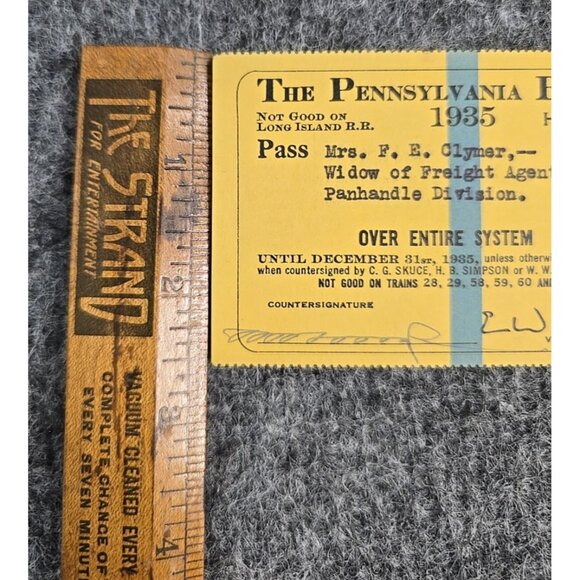 THE STRAND
FOR ENTERTAINMENT
VACUUM CLEANED EVERY
COMPLETE CHANGE OF
EVERY SEVEN MINUT
1
2
3
4
THE PENNSYLVANIA
NOT GOOD ON
LONG ISLAND R.R.
1935
Pass Mrs. F. E. Clymer,—
Widow of Freight Agent
Panhandle Division.
OVER ENTIRE SYSTEM
UNTIL DECEMBER 31ST, 1935, unless otherwi
when countersigned by C. G. SKUCE, H. B. SIMPSON or W. W.
NOT GOOD ON TRAINS 28, 29, 58, 59, 60 AN
COUNTERSIGNATURE